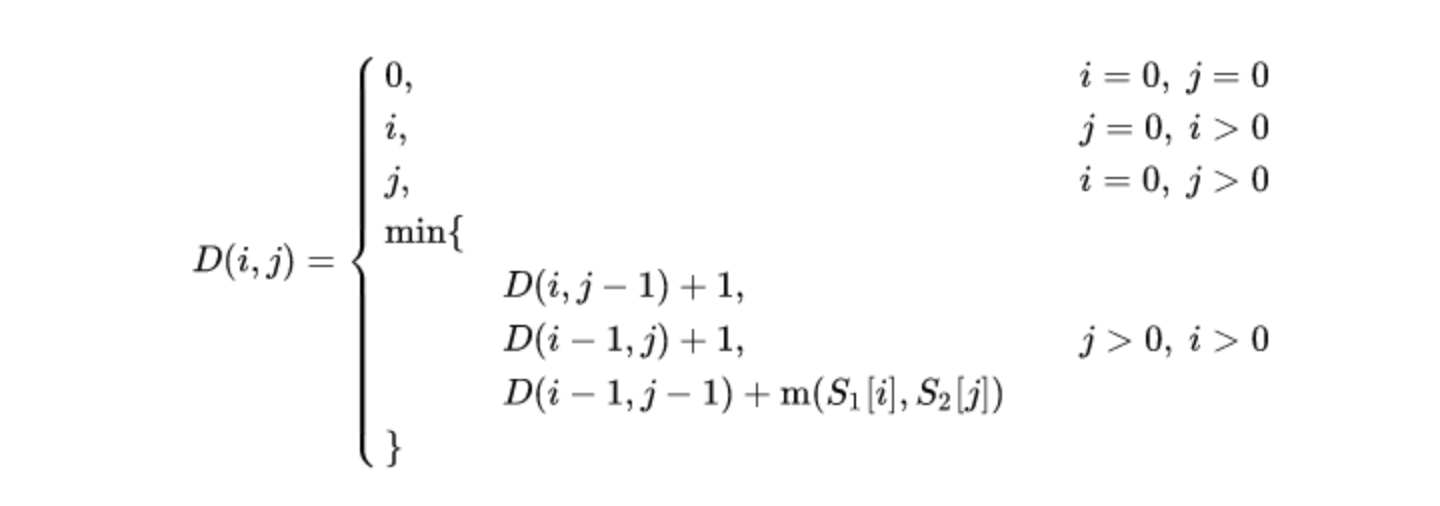 0, i = 0, j = 0
i, j = 0, i > 0
j, i = 0, j > 0
min{
D(i, j) =
D(i, j − 1) + 1,
D(i − 1, j) + 1, j > 0, i > 0
D(i − 1, j − 1) + m(S₁[i], S₂[j])
}